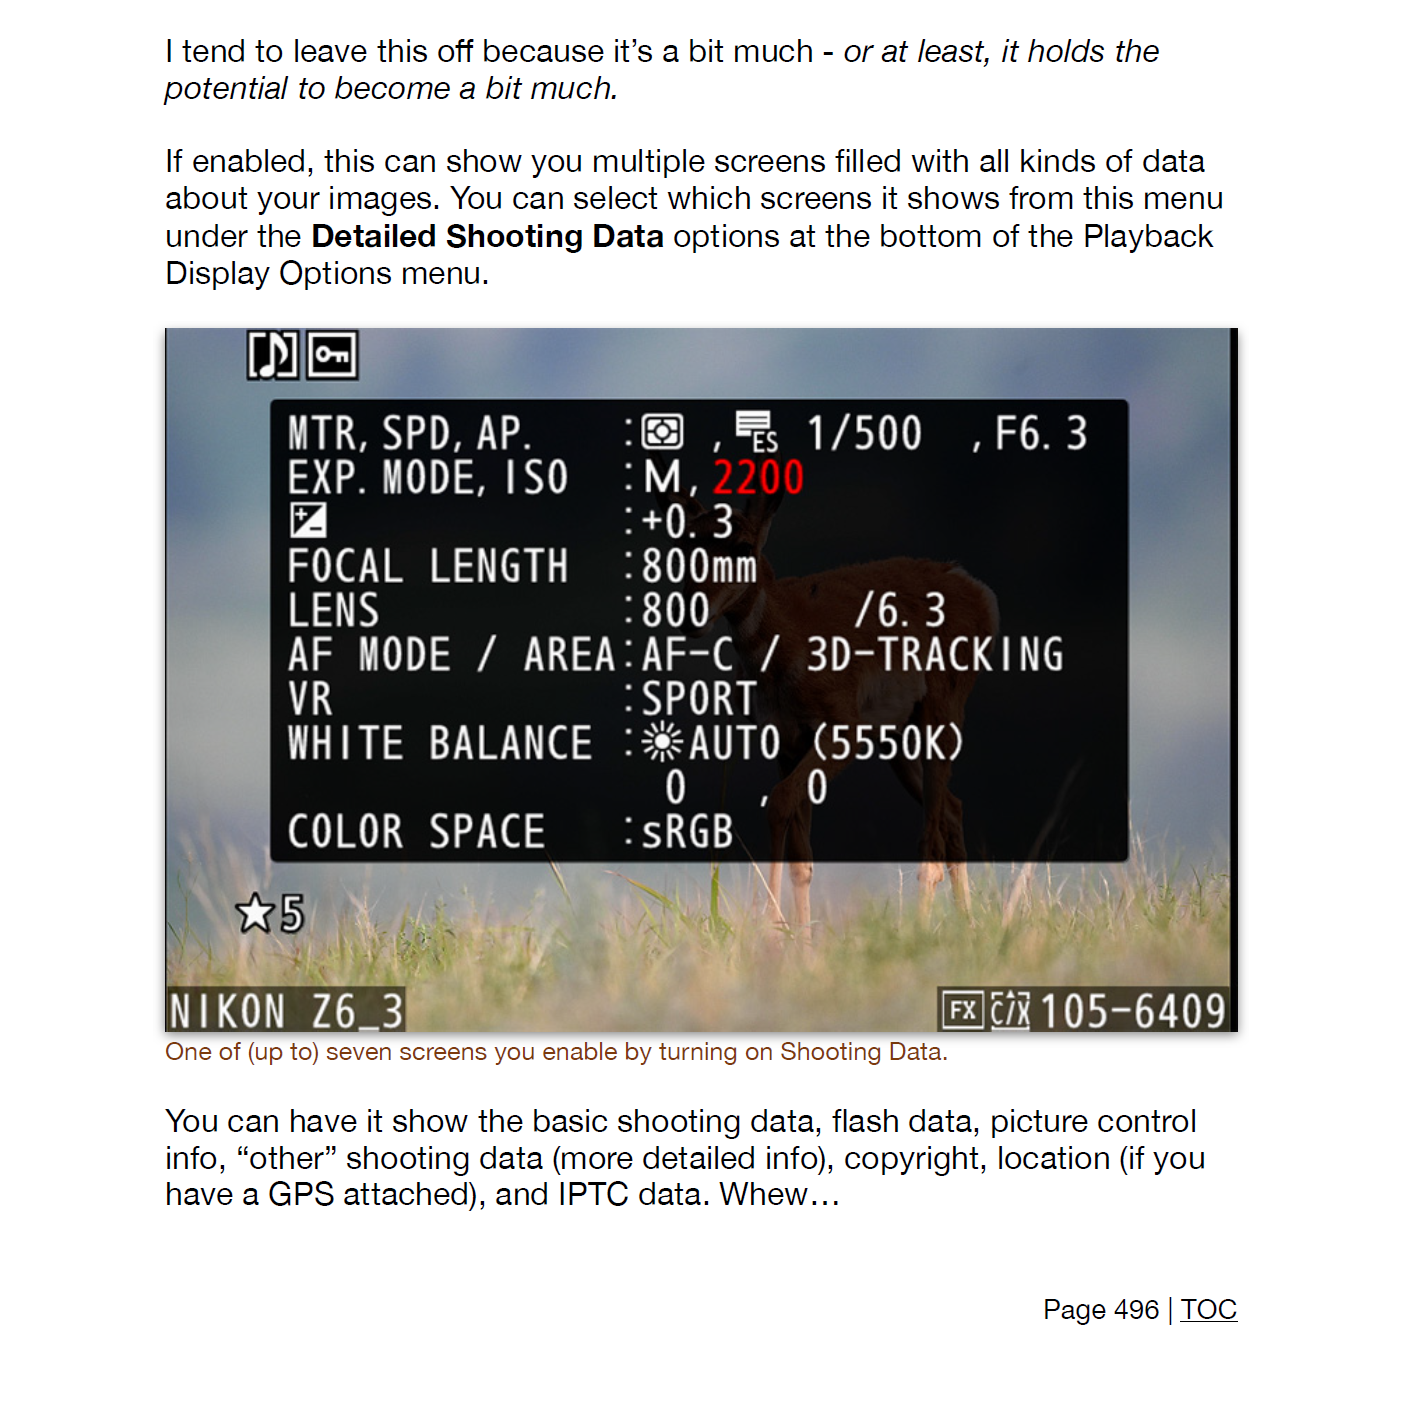 I tend to leave this off because it’s a bit much - or at least, it holds the
potential to become a bit much.
If enabled, this can show you multiple screens filled with all kinds of data
about your images. You can select which screens it shows from this menu
under the Detailed Shooting Data options at the bottom of the Playback
Display Options menu.
MTR, SPD, AP. : , ES 1/500 , F6.3
EXP. MODE, ISO : M, 2200
: +0.3
FOCAL LENGTH : 800mm
LENS : 800 /6.3
AF MODE / AREA : AF-C / 3D-TRACKING
VR : SPORT
WHITE BALANCE : AUTO (5550K)
0 , 0
COLOR SPACE : sRGB
★5
NIKON Z6_3 FX C/X 105-6409
One of (up to) seven screens you enable by turning on Shooting Data.
You can have it show the basic shooting data, flash data, picture control
info, “other” shooting data (more detailed info), copyright, location (if you
have a GPS attached), and IPTC data. Whew…
Page 496 | TOC